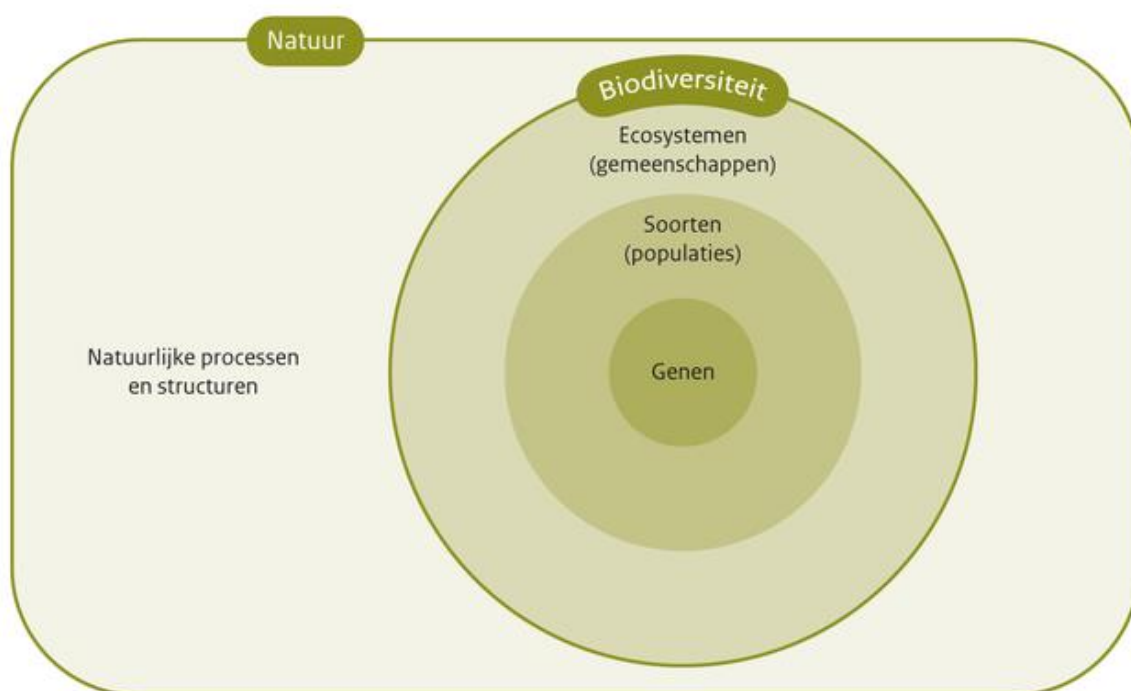 Natuur
Biodiversiteit
Ecosystemen
(gemeenschappen)
Soorten
(populaties)
Natuurlijke processen
en structuren
Genen